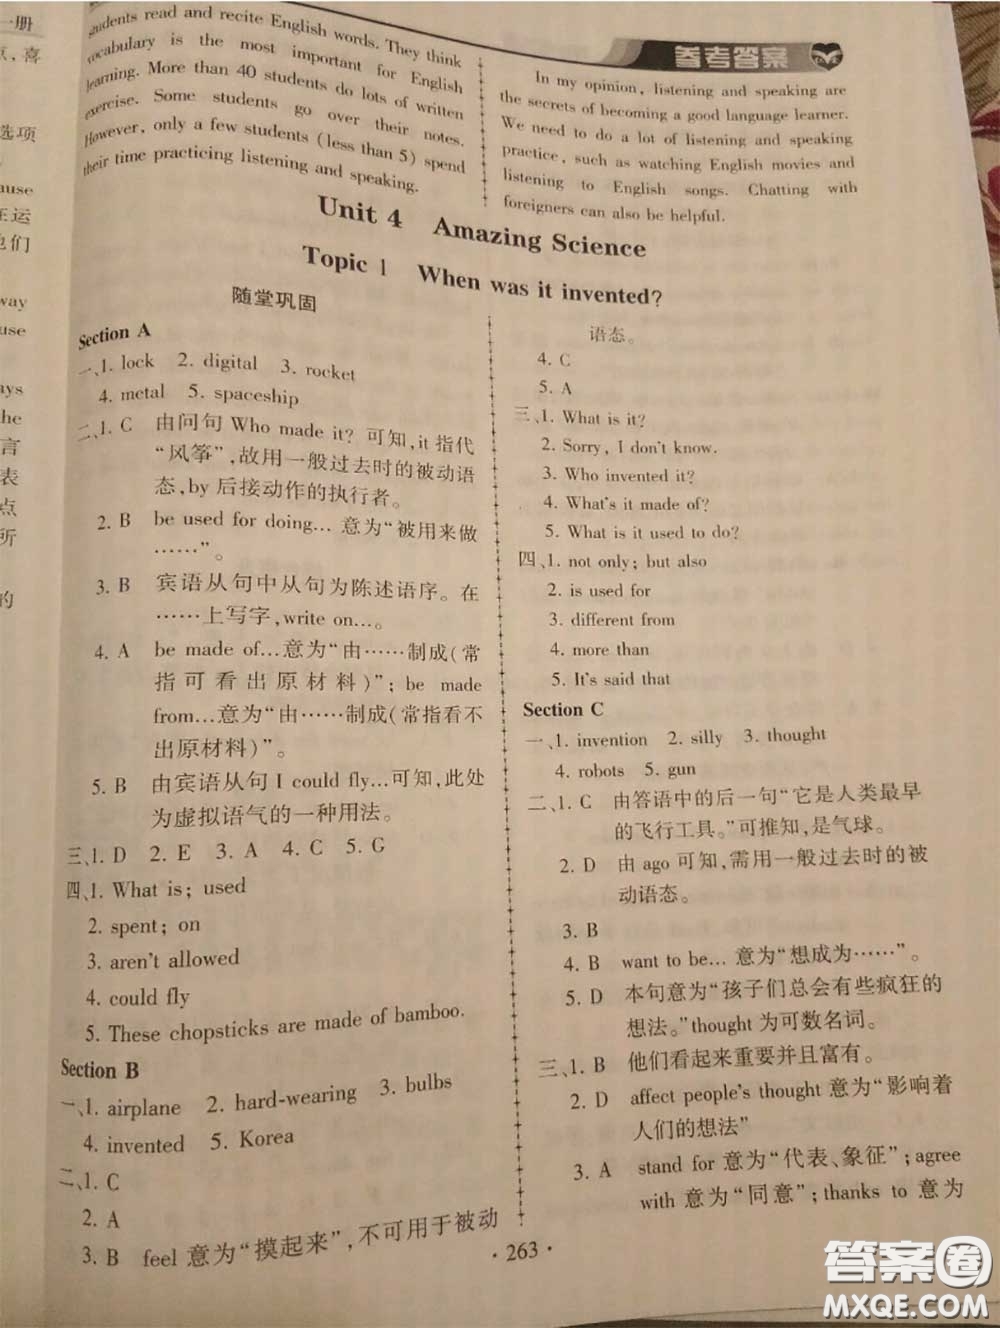 一册
点，喜
选项
ause
在运
他们
way
use
ays
the
言
表
点
所
的
students read and recite English words. They think
vocabulary is the most important for English
learning. More than 40 students do lots of written
exercise. Some students go over their notes.
However, only a few students (less than 5) spend
their time practicing listening and speaking.
参考答案
In my opinion, listening and speaking are
the secrets of becoming a good language learner.
We need to do a lot of listening and speaking
practice, such as watching English movies and
listening to English songs. Chatting with
foreigners can also be helpful.
Unit 4 Amazing Science
Topic 1 When was it invented?
随堂巩固
Section A
一、1. lock 2. digital 3. rocket
4. metal 5. spaceship
二、1. C 由问句 Who made it? 可知，it 指代
“风筝”，故用一般过去时的被动语
态，by 后接动作的执行者。
2. B be used for doing… 意为“被用来做
……”。
3. B 宾语从句中从句为陈述语序。在
……上写字，write on…。
4. A be made of…意为“由……制成(常
指可看出原材料)”；be made
from…意为“由……制成(常指看不
出原材料)”。
5. B 由宾语从句 I could fly…可知，此处
为虚拟语气的一种用法。
三、1. D 2. E 3. A 4. C 5. G
四、1. What is; used
2. spent; on
3. aren't allowed
4. could fly
5. These chopsticks are made of bamboo.
Section B
一、1. airplane 2. hard-wearing 3. bulbs
4. invented 5. Korea
二、1. C
2. A
3. B feel 意为“摸起来”，不可用于被动
语态。
4. C
5. A
三、1. What is it?
2. Sorry, I don't know.
3. Who invented it?
4. What's it made of?
5. What is it used to do?
四、1. not only; but also
2. is used for
3. different from
4. more than
5. It's said that
Section C
一、1. invention 2. silly 3. thought
4. robots 5. gun
二、1. C 由答语中的后一句“它是人类最早
的飞行工具。”可推知，是气球。
2. D 由 ago 可知，需用一般过去时的被
动语态。
3. B
4. B want to be… 意为“想成为……”。
5. D 本句意为“孩子们总会有些疯狂的
想法。”thought 为可数名词。
三、1. B 他们看起来重要并且富有。
2. D affect people's thought 意为“影响着
人们的想法”
3. A stand for 意为“代表、象征”；agree
with 意为“同意”；thanks to 意为
· 263 ·
答案圈
MXQE.COM